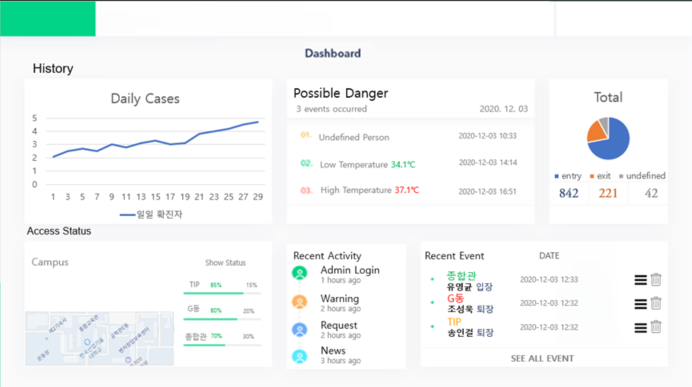 Dashboard
History
Daily Cases
5
4
3
2
1
0
1 3 5 7 9 11 13 15 17 19 21 23 25 27 29
일일 확진자
Possible Danger
3 events occurred 2020. 12. 03
01. Undefined Person 2020-12-03 10:33
02. Low Temperature 34.1℃ 2020-12-03 14:14
03. High Temperature 37.1℃ 2020-12-03 16:51
Total
entry exit undefined
842 221 42
Access Status
Campus Show Status
TIP 85% 15%
G동 80% 20%
종합관 70% 30%
Recent Activity
Admin Login
1 hours ago
Warning
2 hours ago
Request
2 hours ago
News
3 hours ago
Recent Event DATE
종합관
유영균 입장 2020-12-03 12:33
G동
조성욱 퇴장 2020-12-03 12:32
TIP
송인걸 퇴장 2020-12-03 12:32
SEE ALL EVENT